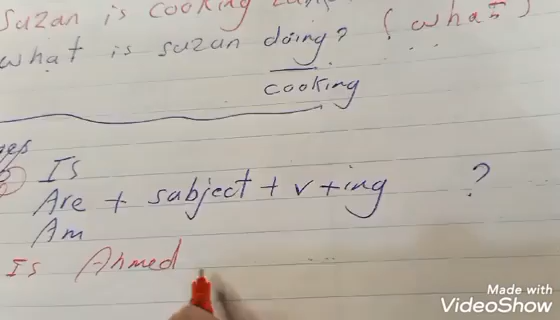 Suzan is cooking
what is suzan doing? (what)
cooking
Is
Are + subject + v+ing ?
Am
Is Ahmed
Made with
VideoShow